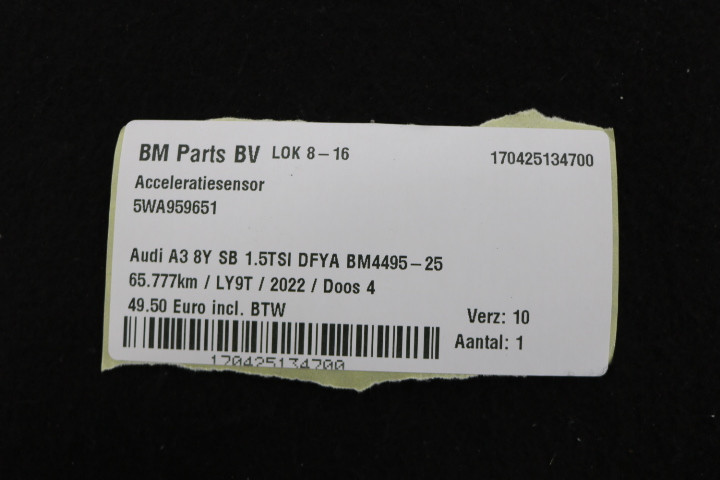 BM Parts BV LOK 8-16 170425134700
Acceleratiesensor
5WA959651
Audi A3 8Y SB 1.5TSI DFYA BM4495-25
65.777km / LY9T / 2022 / Doos 4
49.50 Euro incl. BTW
Verz: 10
Aantal: 1
170425134700